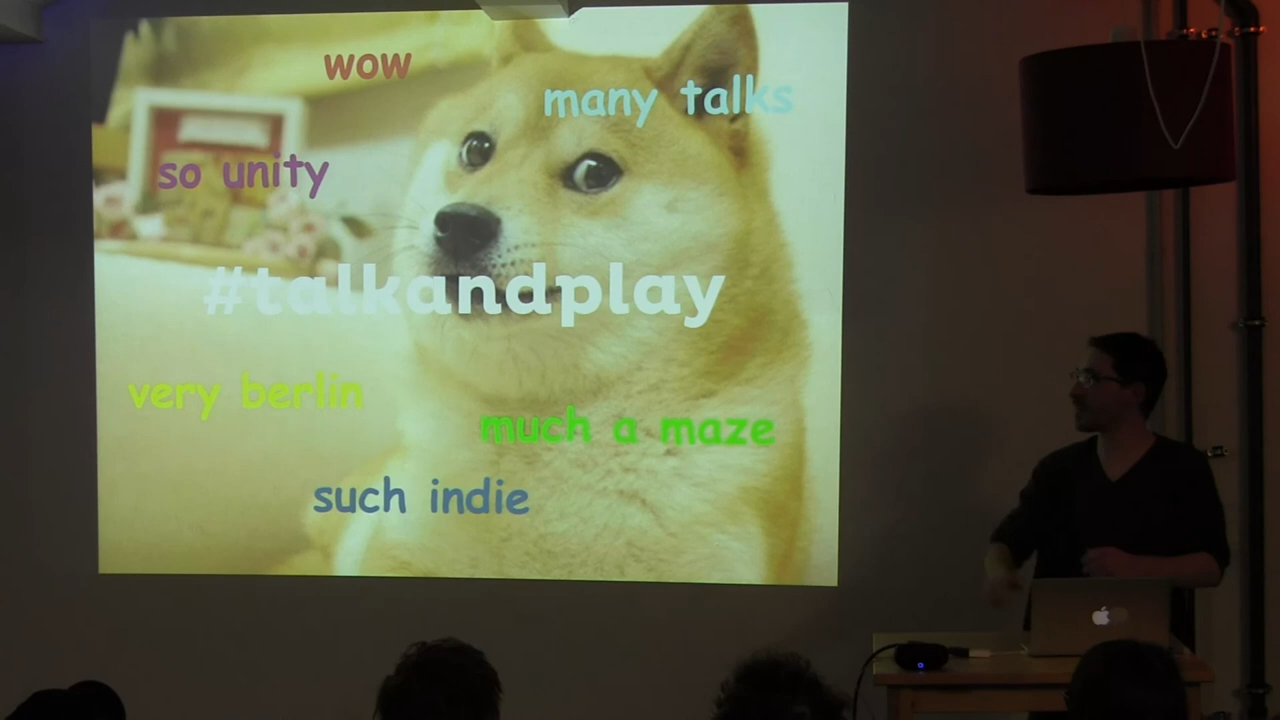 wow
many talks
so unity
#talkandplay
very berlin
much a maze
such indie